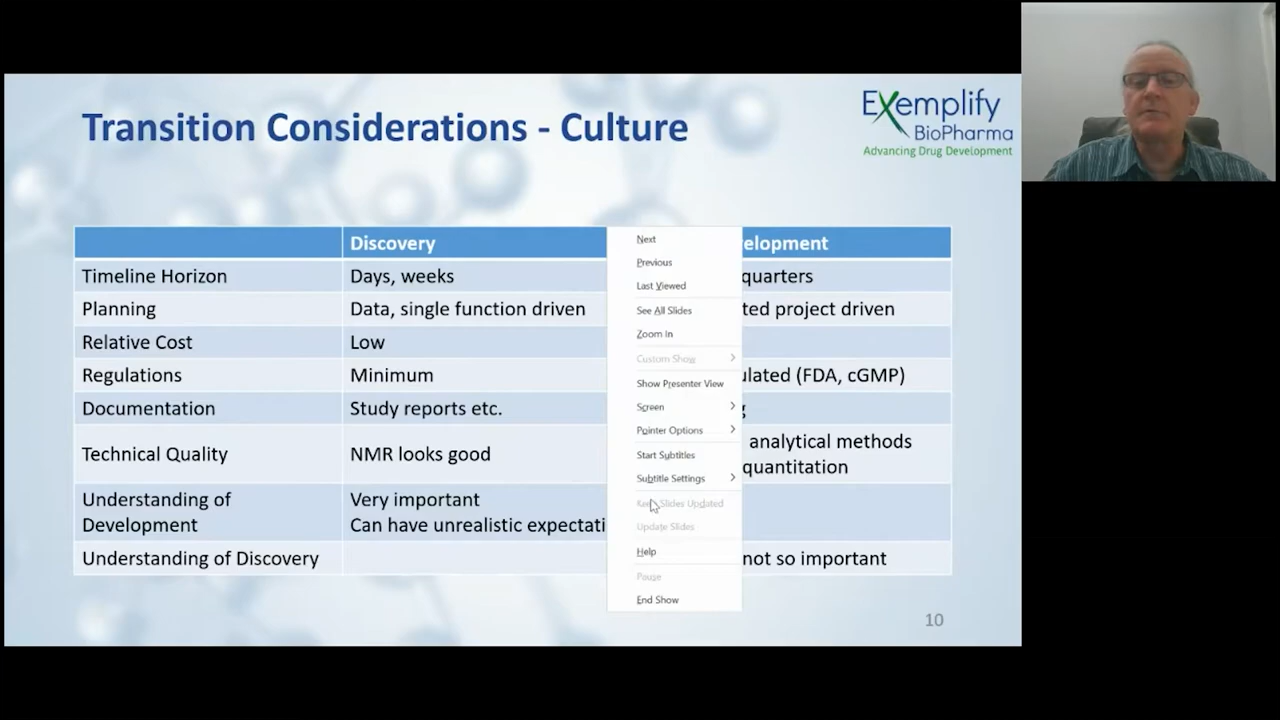 Transition Considerations - Culture
Exemplify
BioPharma
Advancing Drug Development
Discovery
elopment
Timeline Horizon
Days, weeks
quarters
Planning
Data, single function driven
ted project driven
Relative Cost
Low
Regulations
Minimum
ulated (FDA, cGMP)
Documentation
Study reports etc.
Technical Quality
NMR looks good
analytical methods
quantitation
Understanding of
Development
Very important
Can have unrealistic expectati
Understanding of Discovery
not so important
Next
Previous
Last Viewed
See All Slides
Zoom In
Custom Show
Show Presenter View
Screen
Pointer Options
Start Subtitles
Subtitle Settings
Keep Slides Updated
Update Slides
Help
Pause
End Show
10